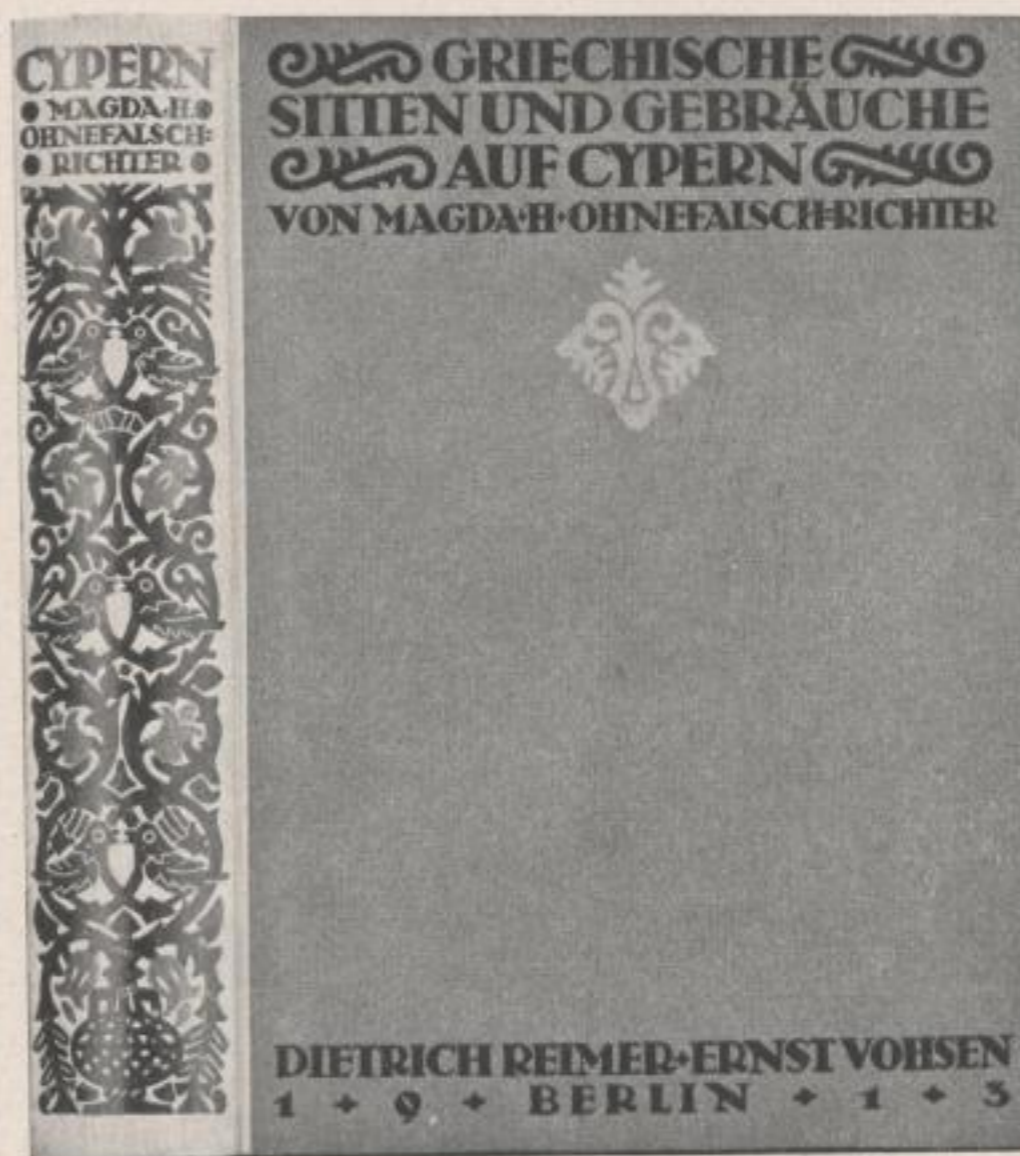 CYPERN
• MAGDA·H. •
OHNEFALSCH=
• RICHTER •
GRIECHISCHE
SITTEN UND GEBRÄUCHE
AUF CYPERN
VON MAGDA·H·OHNEFALSCH=RICHTER
DIETRICH REIMER+ERNST VOHSEN
1 + 9 + BERLIN + 1 + 3